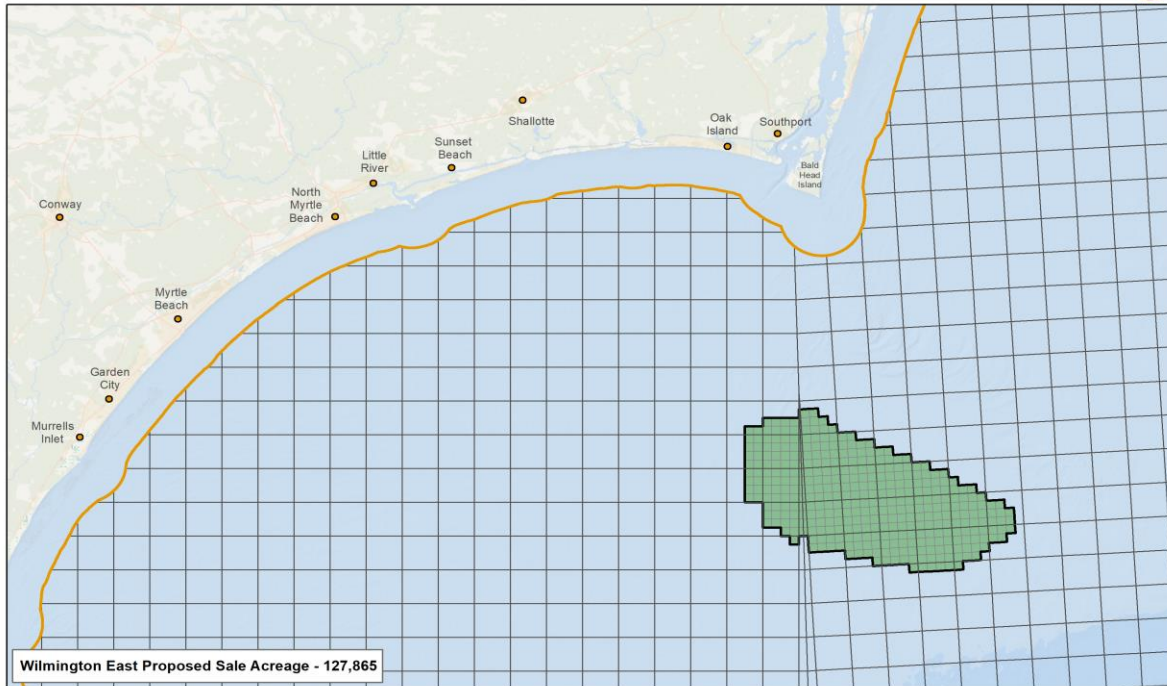 Shallotte
Oak
Island
Southport
Sunset
Beach
Little
River
Bald
Head
Island
Conway
North
Myrtle
Beach
Myrtle
Beach
Garden
City
Murrells
Inlet
Wilmington East Proposed Sale Acreage - 127,865